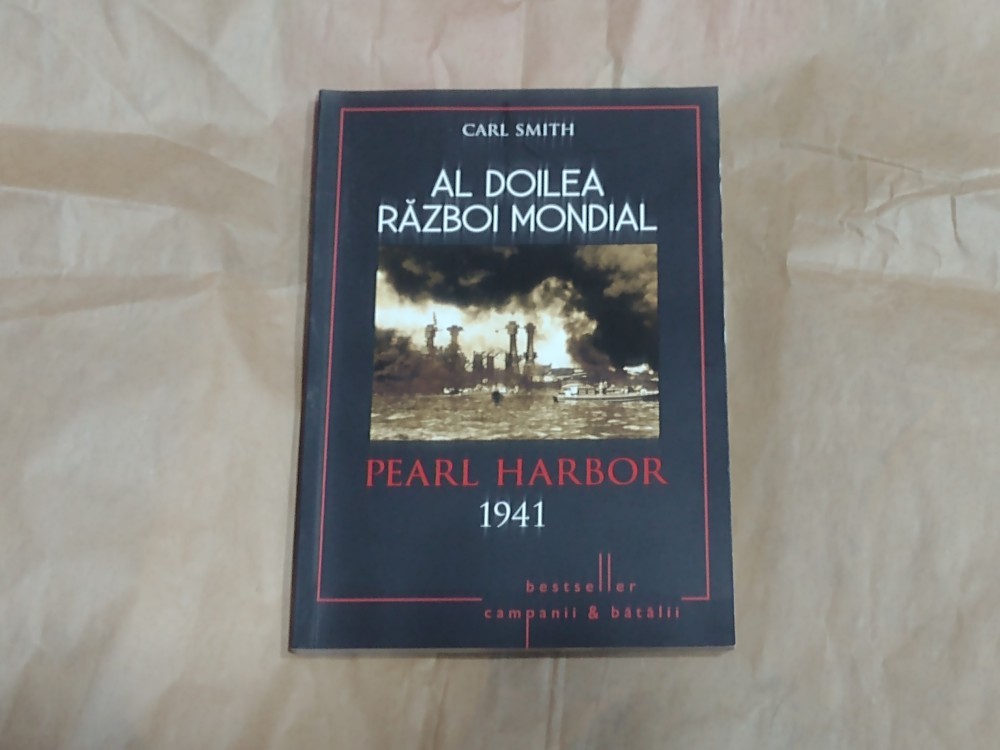 CARL SMITH
AL DOILEA
RĂZBOI MONDIAL
PEARL HARBOR
1941
bestseller
campanii & bătălii